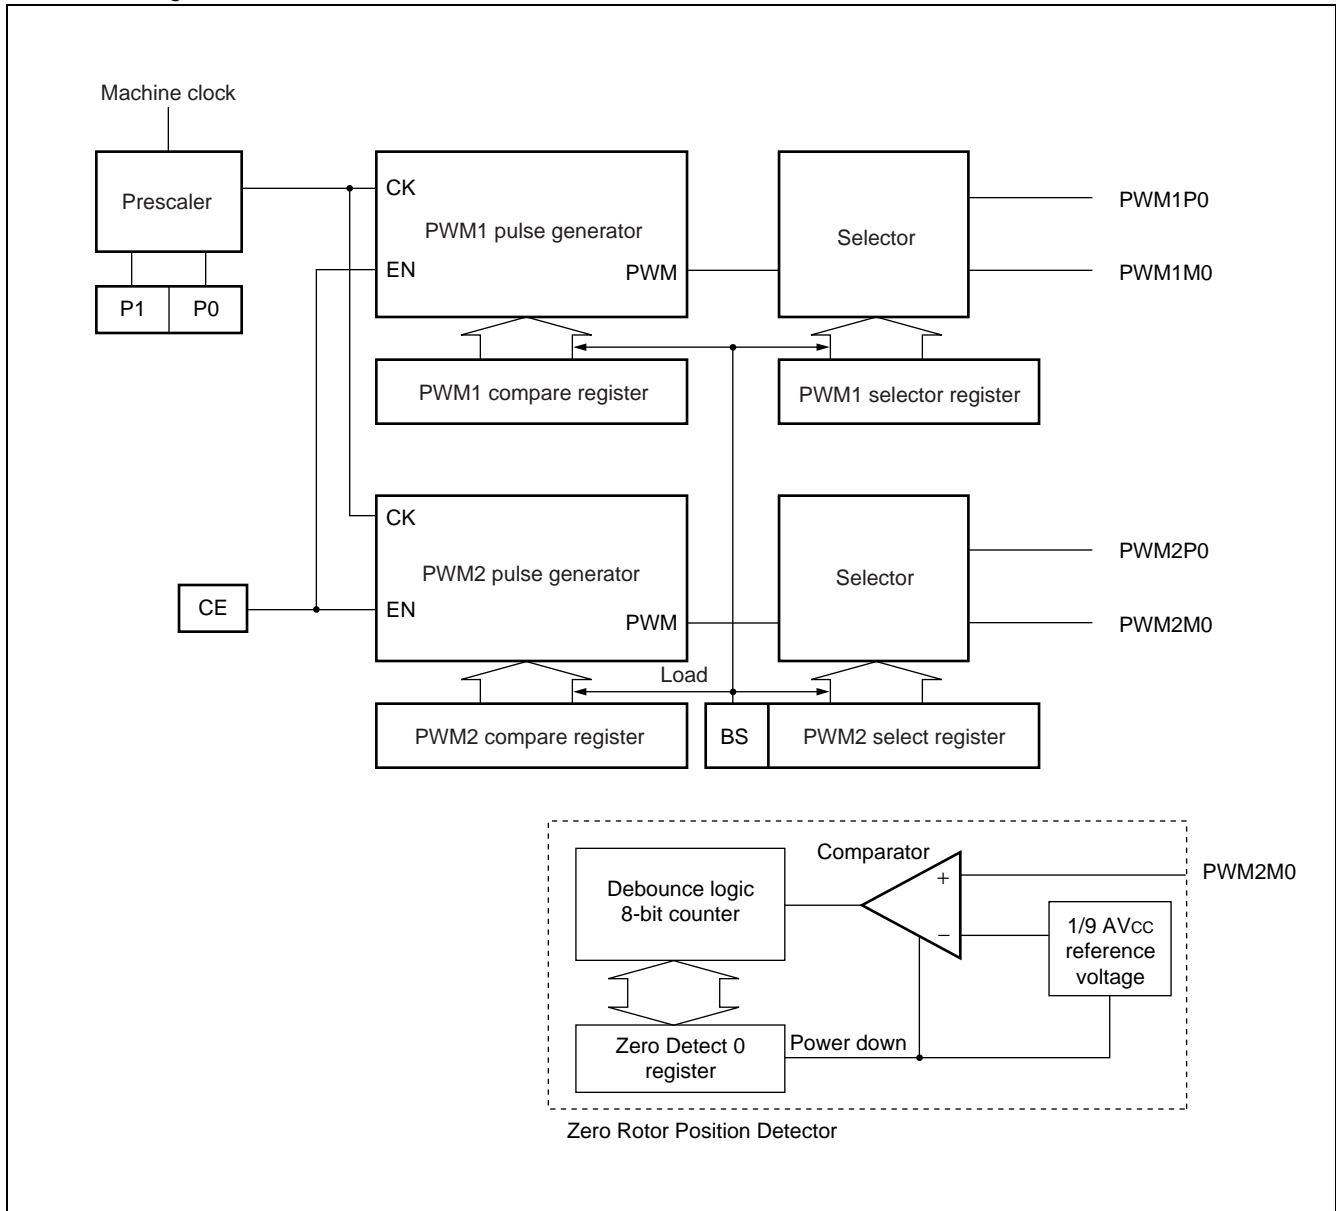 Machine clock
Prescaler
P1
P0
CK
PWM1 pulse generator
EN
PWM
Selector
PWM1P0
PWM1M0
PWM1 compare register
PWM1 selector register
CK
PWM2 pulse generator
EN
PWM
CE
Selector
PWM2P0
PWM2M0
Load
PWM2 compare register
BS
PWM2 select register
Comparator
Debounce logic
8-bit counter
+
−
PWM2M0
1/9 AVCC
reference
voltage
Zero Detect 0
register
Power down
Zero Rotor Position Detector